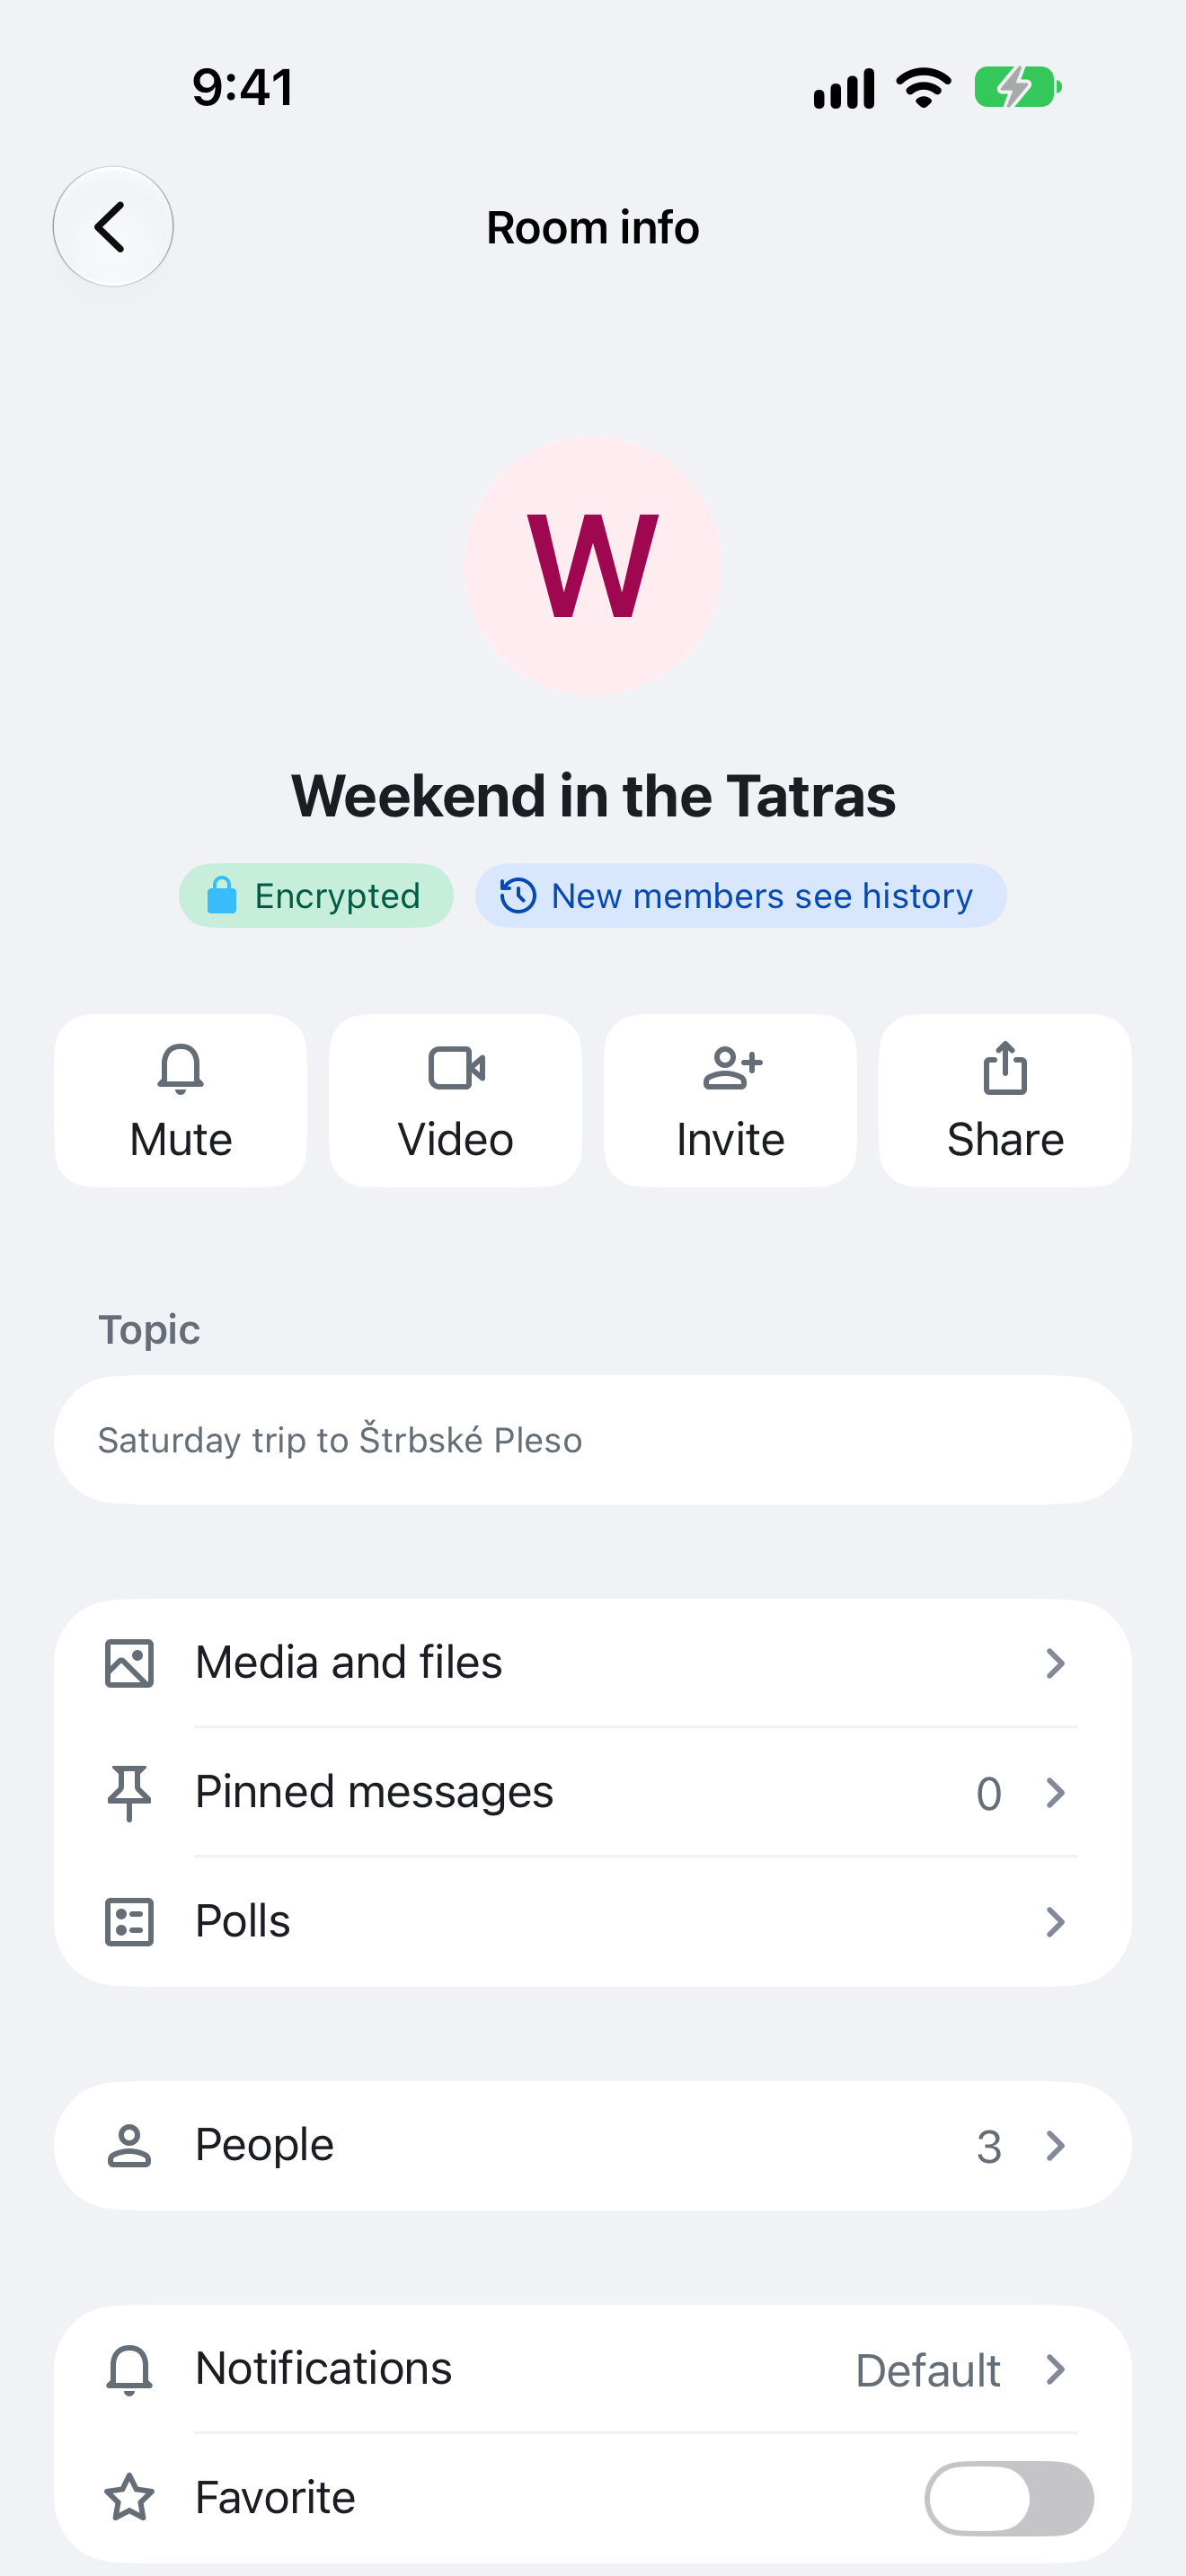 9:41
Room info
W
Weekend in the Tatras
Encrypted
New members see history
Mute
Video
Invite
Share
Topic
Saturday trip to Štrbské Pleso
Media and files
Pinned messages 0
Polls
People 3
Notifications Default
Favorite